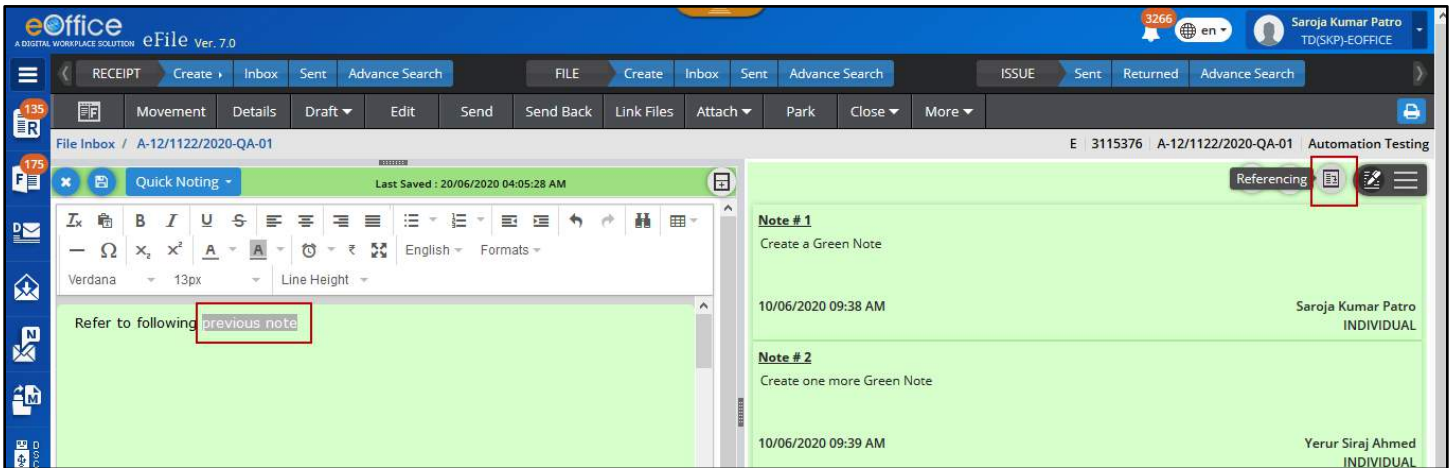 eOffice
A DIGITAL WORKPLACE SOLUTION eFile Ver. 7.0
3266 en Saroja Kumar Patro
TD(SKP)-EOFFICE
RECEIPT Create Inbox Sent Advance Search FILE Create Inbox Sent Advance Search ISSUE Sent Returned Advance Search
135 R
Movement Details Draft Edit Send Send Back Link Files Attach Park Close More
File Inbox / A-12/1122/2020-QA-01 E 3115376 A-12/1122/2020-QA-01 Automation Testing
175 F
Quick Noting Last Saved : 20/06/2020 04:05:28 AM Referencing
B I U S
Ω x₂ x² A A ₹ English Formats
Verdana 13px Line Height
Refer to following previous note
Note # 1
Create a Green Note
10/06/2020 09:38 AM Saroja Kumar Patro
INDIVIDUAL
Note # 2
Create one more Green Note
10/06/2020 09:39 AM Yerur Siraj Ahmed
INDIVIDUAL
D
N
M
DSC